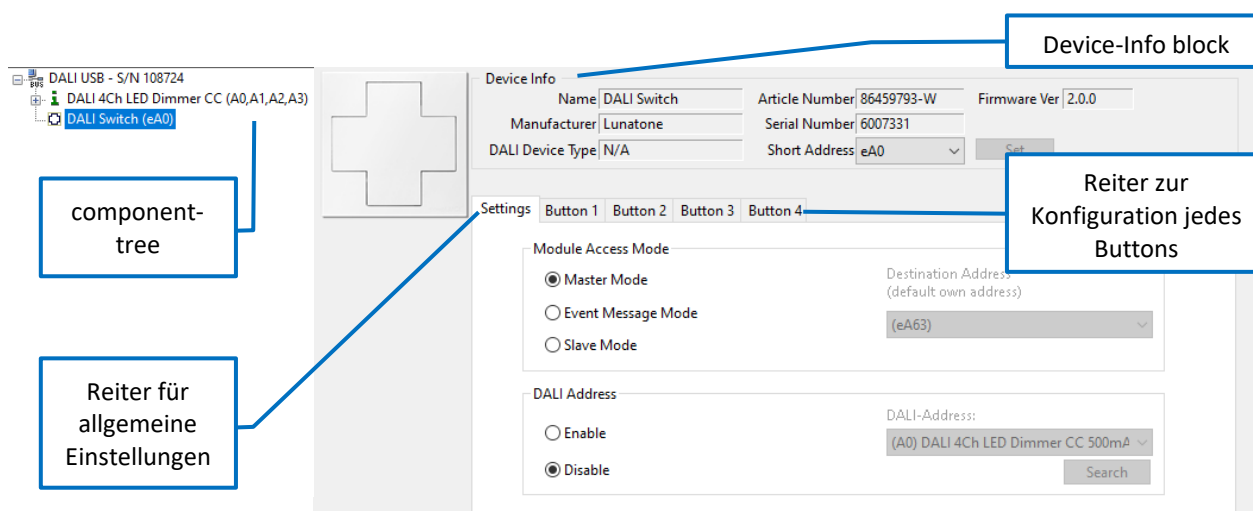 Device-Info block
DALI USB - S/N 108724
BUS
DALI 4Ch LED Dimmer CC (A0,A1,A2,A3)
DALI Switch (eA0)
component-
tree
Reiter für
allgemeine
Einstellungen
Device Info
Name DALI Switch Article Number 86459793-W Firmware Ver 2.0.0
Manufacturer Lunatone Serial Number 6007331
DALI Device Type N/A Short Address eA0 Set
Reiter zur
Konfiguration jedes
Buttons
Settings Button 1 Button 2 Button 3 Button 4
Module Access Mode
Master Mode
Event Message Mode
Slave Mode
Destination Address
(default own address)
(eA63)
DALI Address
Enable
Disable
DALI-Address:
(A0) DALI 4Ch LED Dimmer CC 500mA
Search